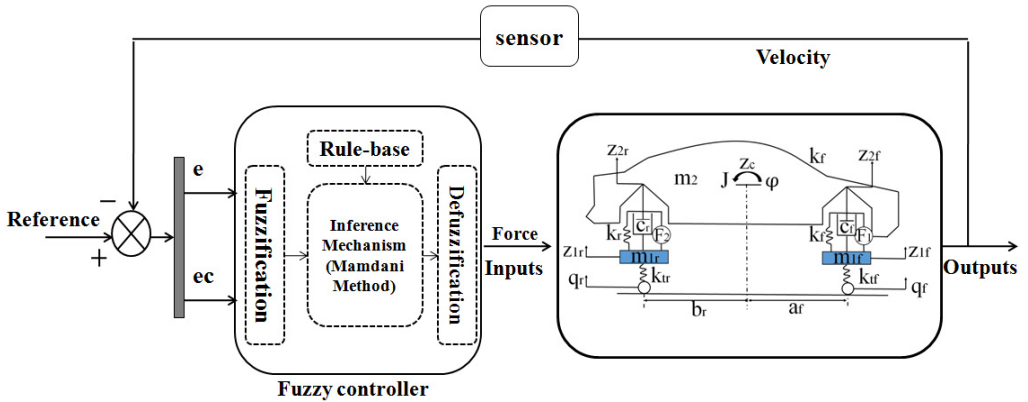 sensor
Velocity
Reference
−
+
e
ec
Fuzzification
Rule-base
Inference
Mechanism
(Mamdani
Method)
Defuzzification
Fuzzy controller
Force
Inputs
z2r
m2
J
zc
φ
kf
z2f
kr
cf
F2
kf
cf
F1
z1r
m1r
m1f
z1f
qr
ktr
ktf
qf
br
af
Outputs